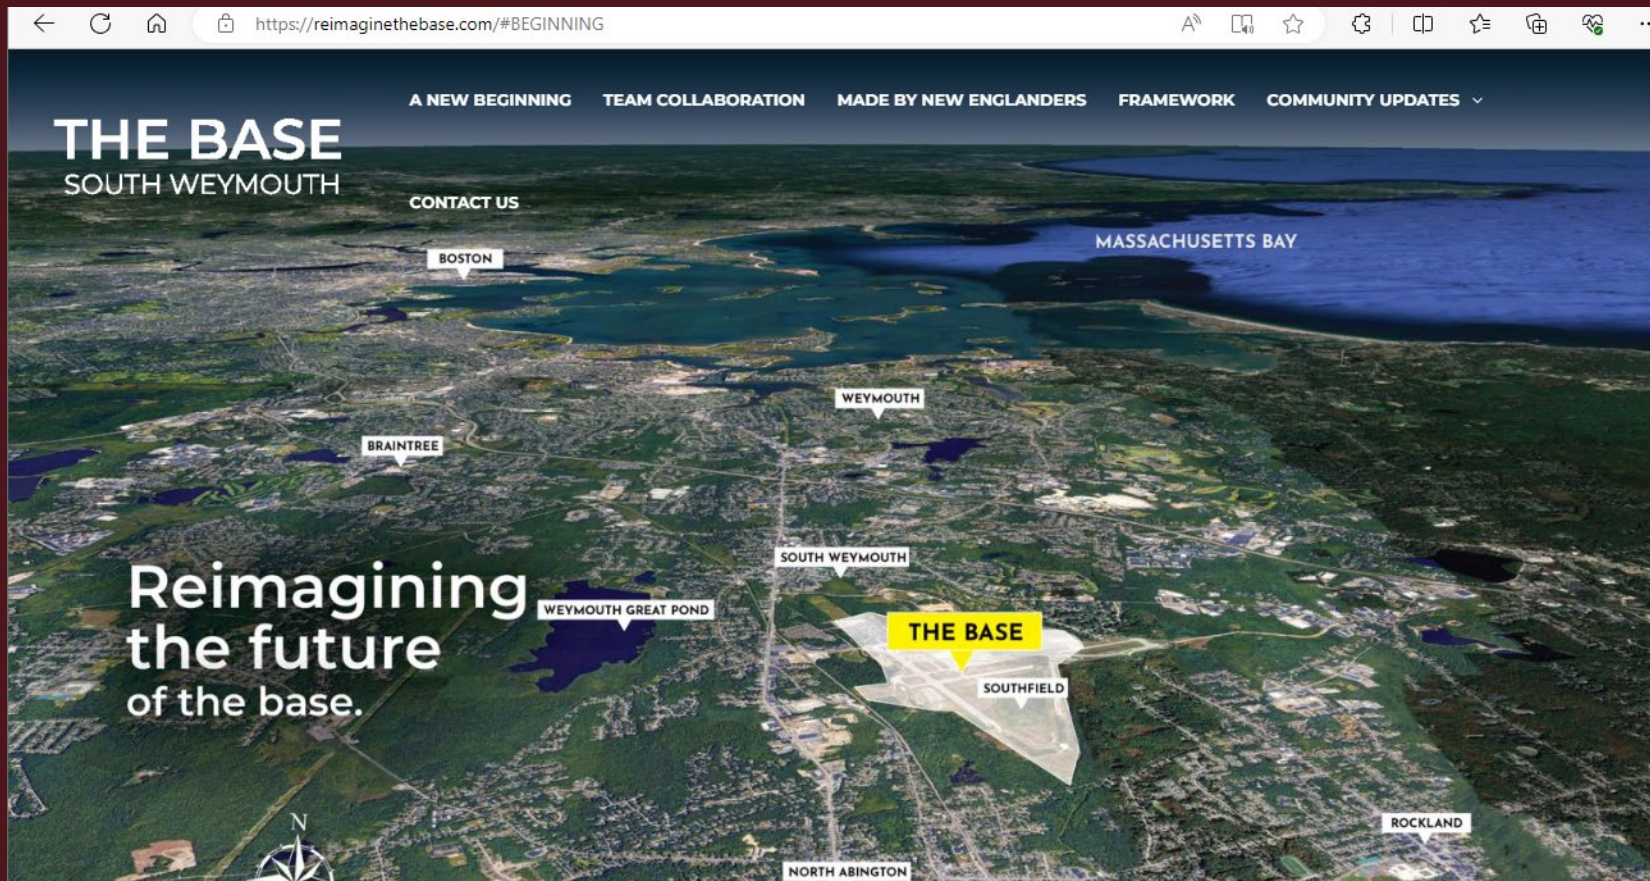 https://reimaginethebase.com/#BEGINNING
A NEW BEGINNING TEAM COLLABORATION MADE BY NEW ENGLANDERS FRAMEWORK COMMUNITY UPDATES
THE BASE
SOUTH WEYMOUTH
CONTACT US
MASSACHUSETTS BAY
BOSTON
WEYMOUTH
BRAINTREE
SOUTH WEYMOUTH
Reimagining
the future
of the base.
WEYMOUTH GREAT POND
THE BASE
SOUTHFIELD
ROCKLAND
N
NORTH ABINGTON